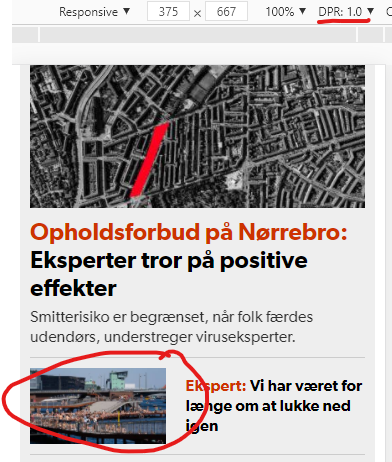 Responsive ▼ 375 × 667 100% ▼ DPR: 1.0 ▼
Opholdsforbud på Nørrebro:
Eksperter tror på positive
effekter
Smitterisiko er begrænset, når folk færdes
udendørs, understreger viruseksperter.
Ekspert: Vi har været for
længe om at lukke ned
igen